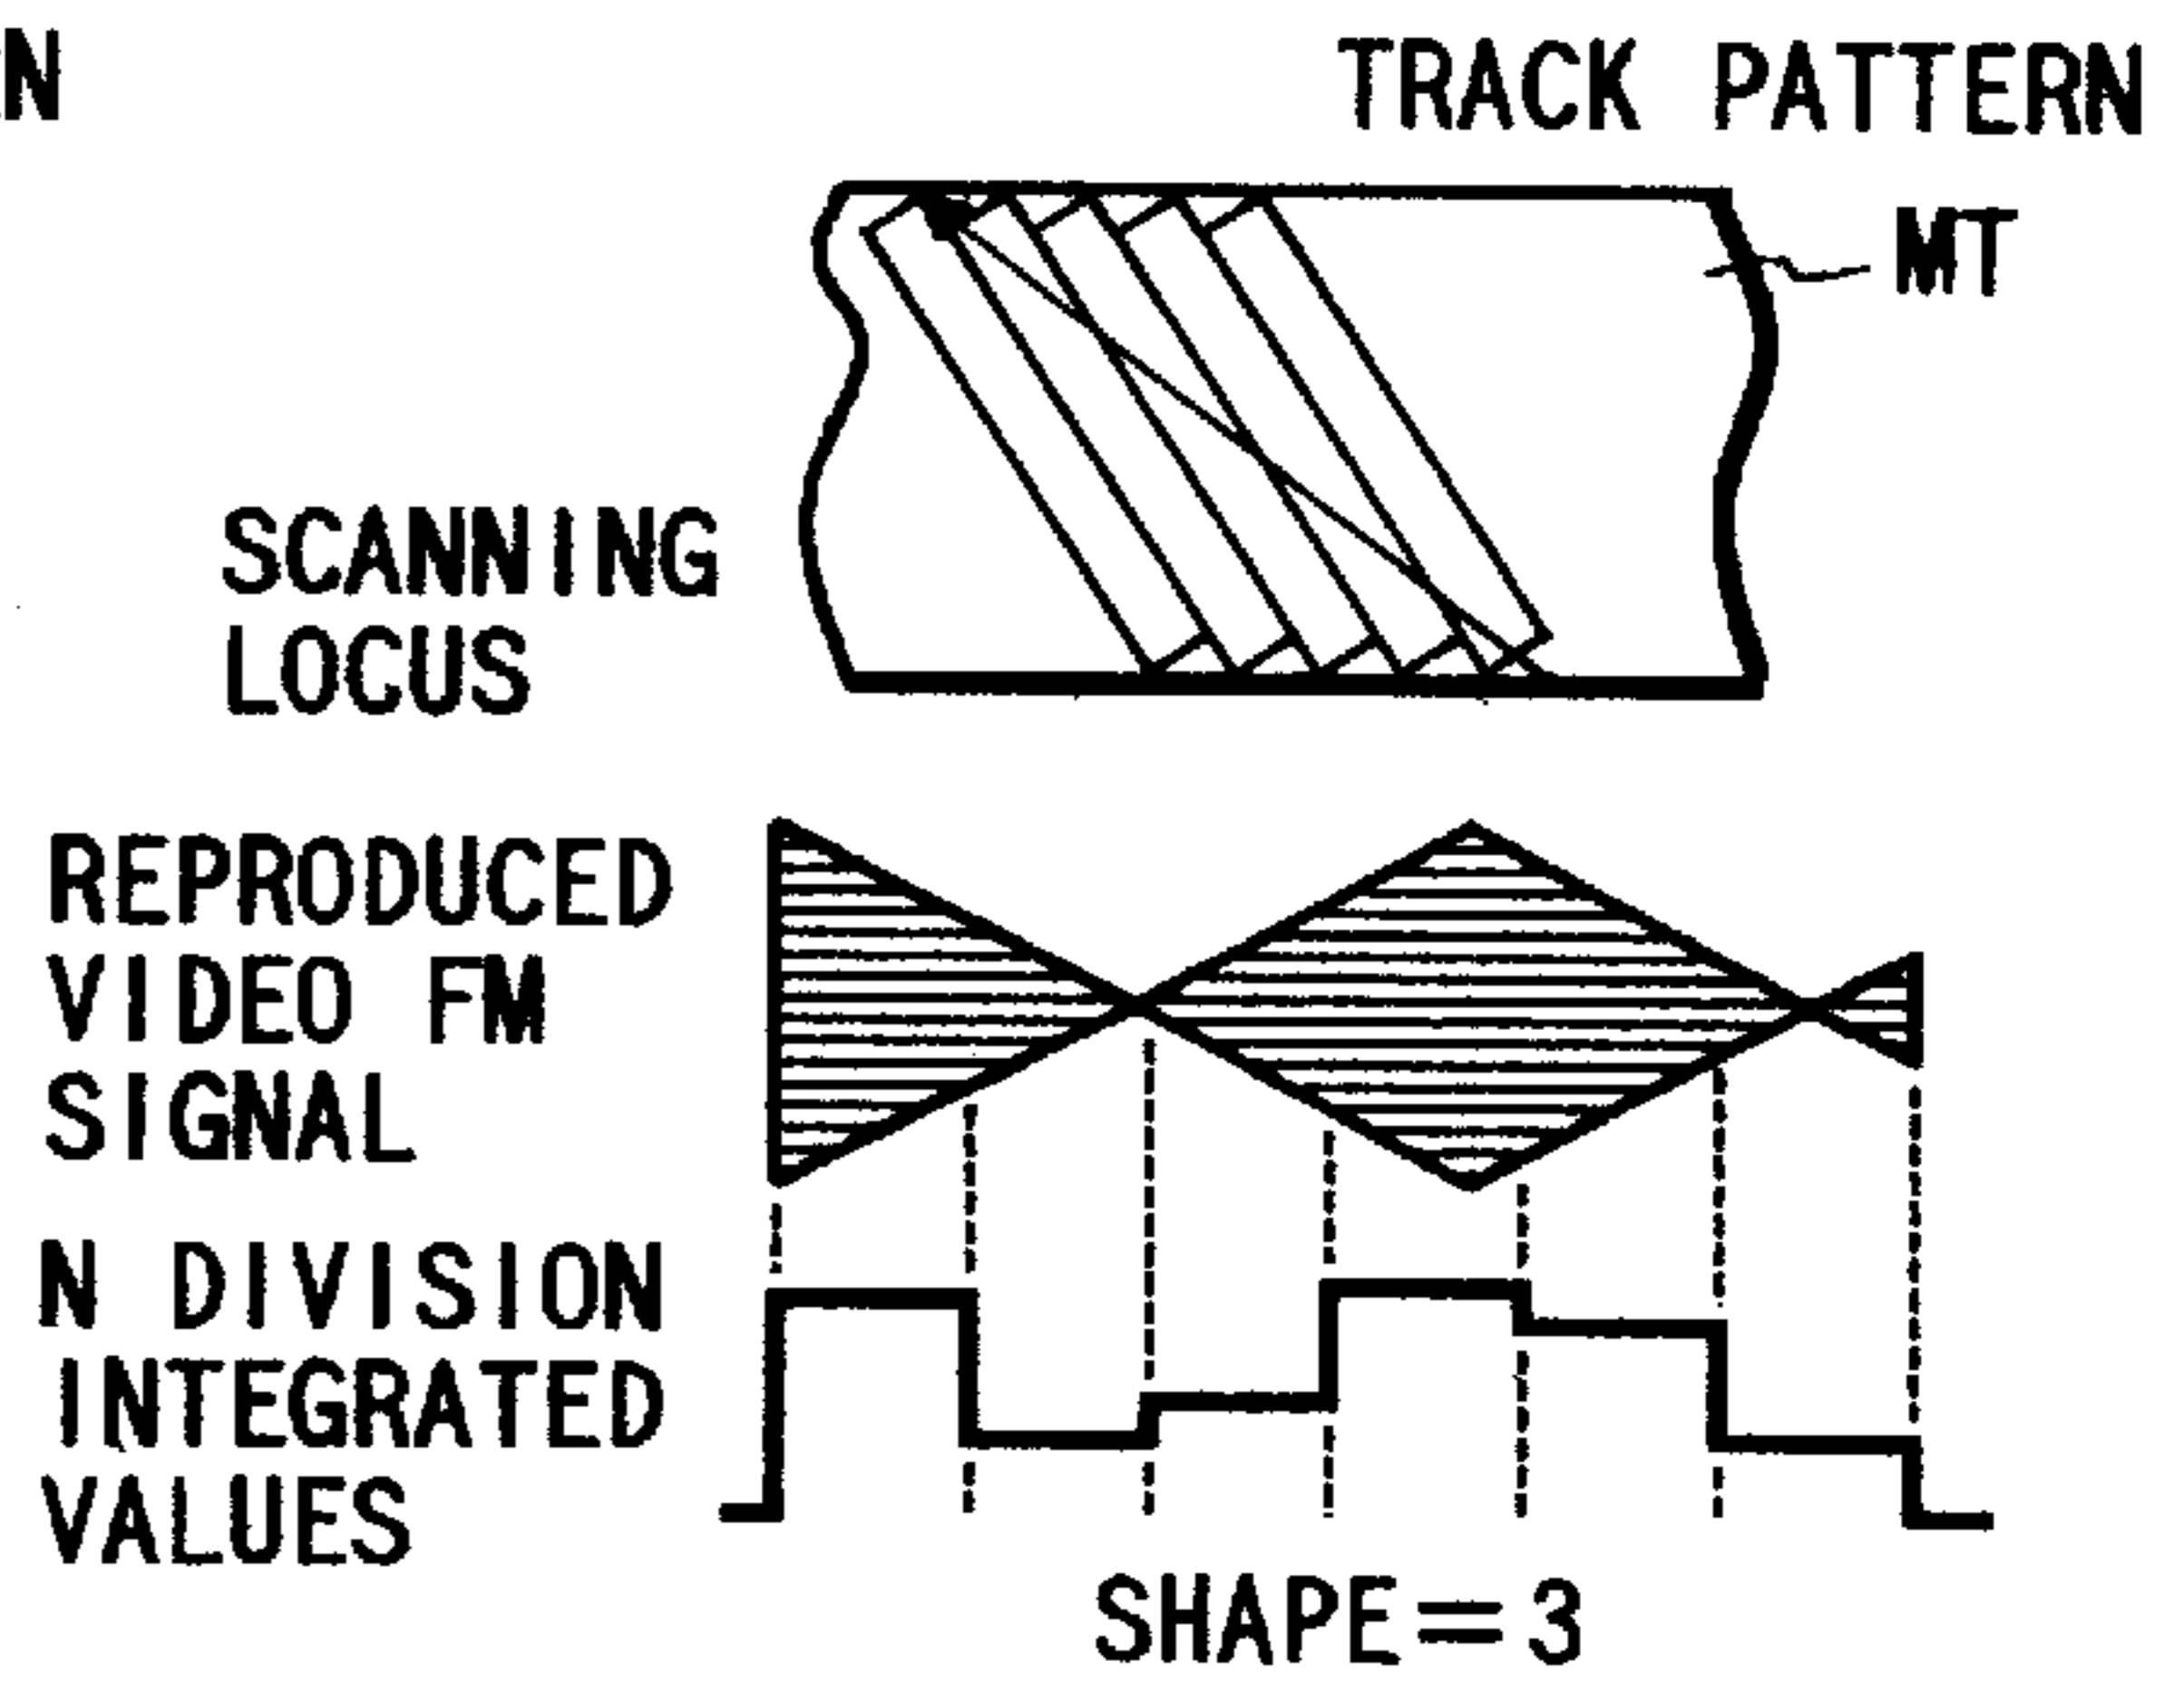 N
TRACK PATTERN
MT
SCANNING
LOCUS
REPRODUCED
VIDEO FM
SIGNAL
N DIVISION
INTEGRATED
VALUES
SHAPE=3